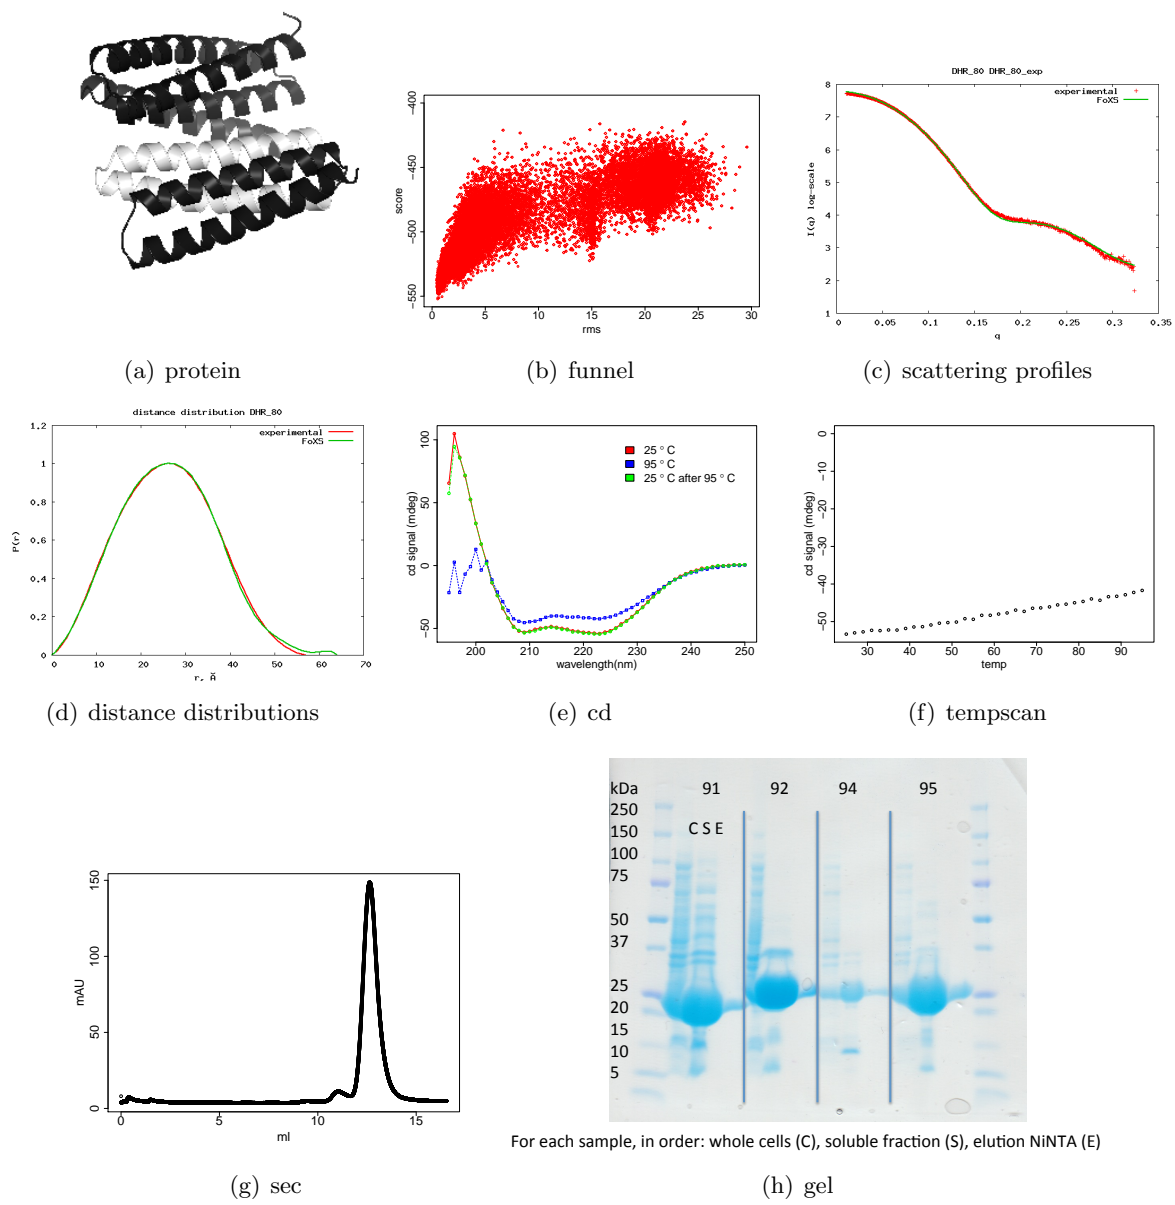 (a) protein
−400
−450
−500
−550
score
0 5 10 15 20 25 30
rms
(b) funnel
DHR_80 DHR_80_exp
experimental
FoXS
8
7
6
5
4
3
2
1
I(q) log-scale
0 0.05 0.1 0.15 0.2 0.25 0.3 0.35
q
(c) scattering profiles
distance distribution DHR_80
experimental
FoXS
1.2
1
0.8
0.6
0.4
0.2
0
P(r)
0 10 20 30 40 50 60 70
(d) distance distributions
25 ° C
95 ° C
25 ° C after 95 ° C
100
50
0
−50
cd signal (mdeg)
200 210 220 230 240 250
wavelength(nm)
(e) cd
0
−10
−20
−30
−40
−50
cd signal (mdeg)
30 40 50 60 70 80 90
temp
(f) tempscan
150
100
50
0
mAU
0 5 10 15
ml
(g) sec
kDa 91 92 94 95
250
150 C S E
100
75
50
37
25
20
15
10
5
For each sample, in order: whole cells (C), soluble fraction (S), elution NiNTA (E)
(h) gel